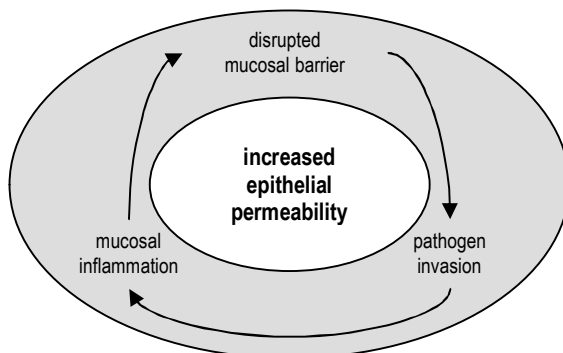 disrupted
mucosal barrier
increased
epithelial
permeability
mucosal
inflammation
pathogen
invasion